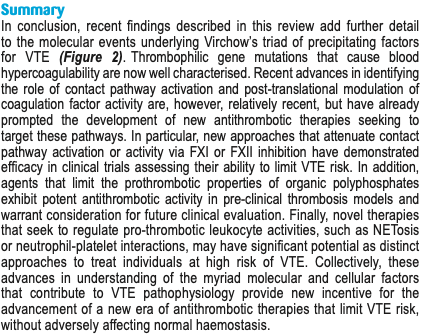 Summary
In conclusion, recent findings described in this review add further detail
to the molecular events underlying Virchow's triad of precipitating factors
for VTE (Figure 2). Thrombophilic gene mutations that cause blood
hypercoagulability are now well characterised. Recent advances in identifying
the role of contact pathway activation and post-translational modulation of
coagulation factor activity are, however, relatively recent, but have already
prompted the development of new antithrombotic therapies seeking to
target these pathways. In particular, new approaches that attenuate contact
pathway activation or activity via FXI or FXII inhibition have demonstrated
efficacy in clinical trials assessing their ability to limit VTE risk. In addition,
agents that limit the prothrombotic properties of organic polyphosphates
exhibit potent antithrombotic activity in pre-clinical thrombosis models and
warrant consideration for future clinical evaluation. Finally, novel therapies
that seek to regulate pro-thrombotic leukocyte activities, such as NETosis
or neutrophil-platelet interactions, may have significant potential as distinct
approaches to treat individuals at high risk of VTE. Collectively, these
advances in understanding of the myriad molecular and cellular factors
that contribute to VTE pathophysiology provide new incentive for the
advancement of a new era of antithrombotic therapies that limit VTE risk,
without adversely affecting normal haemostasis.